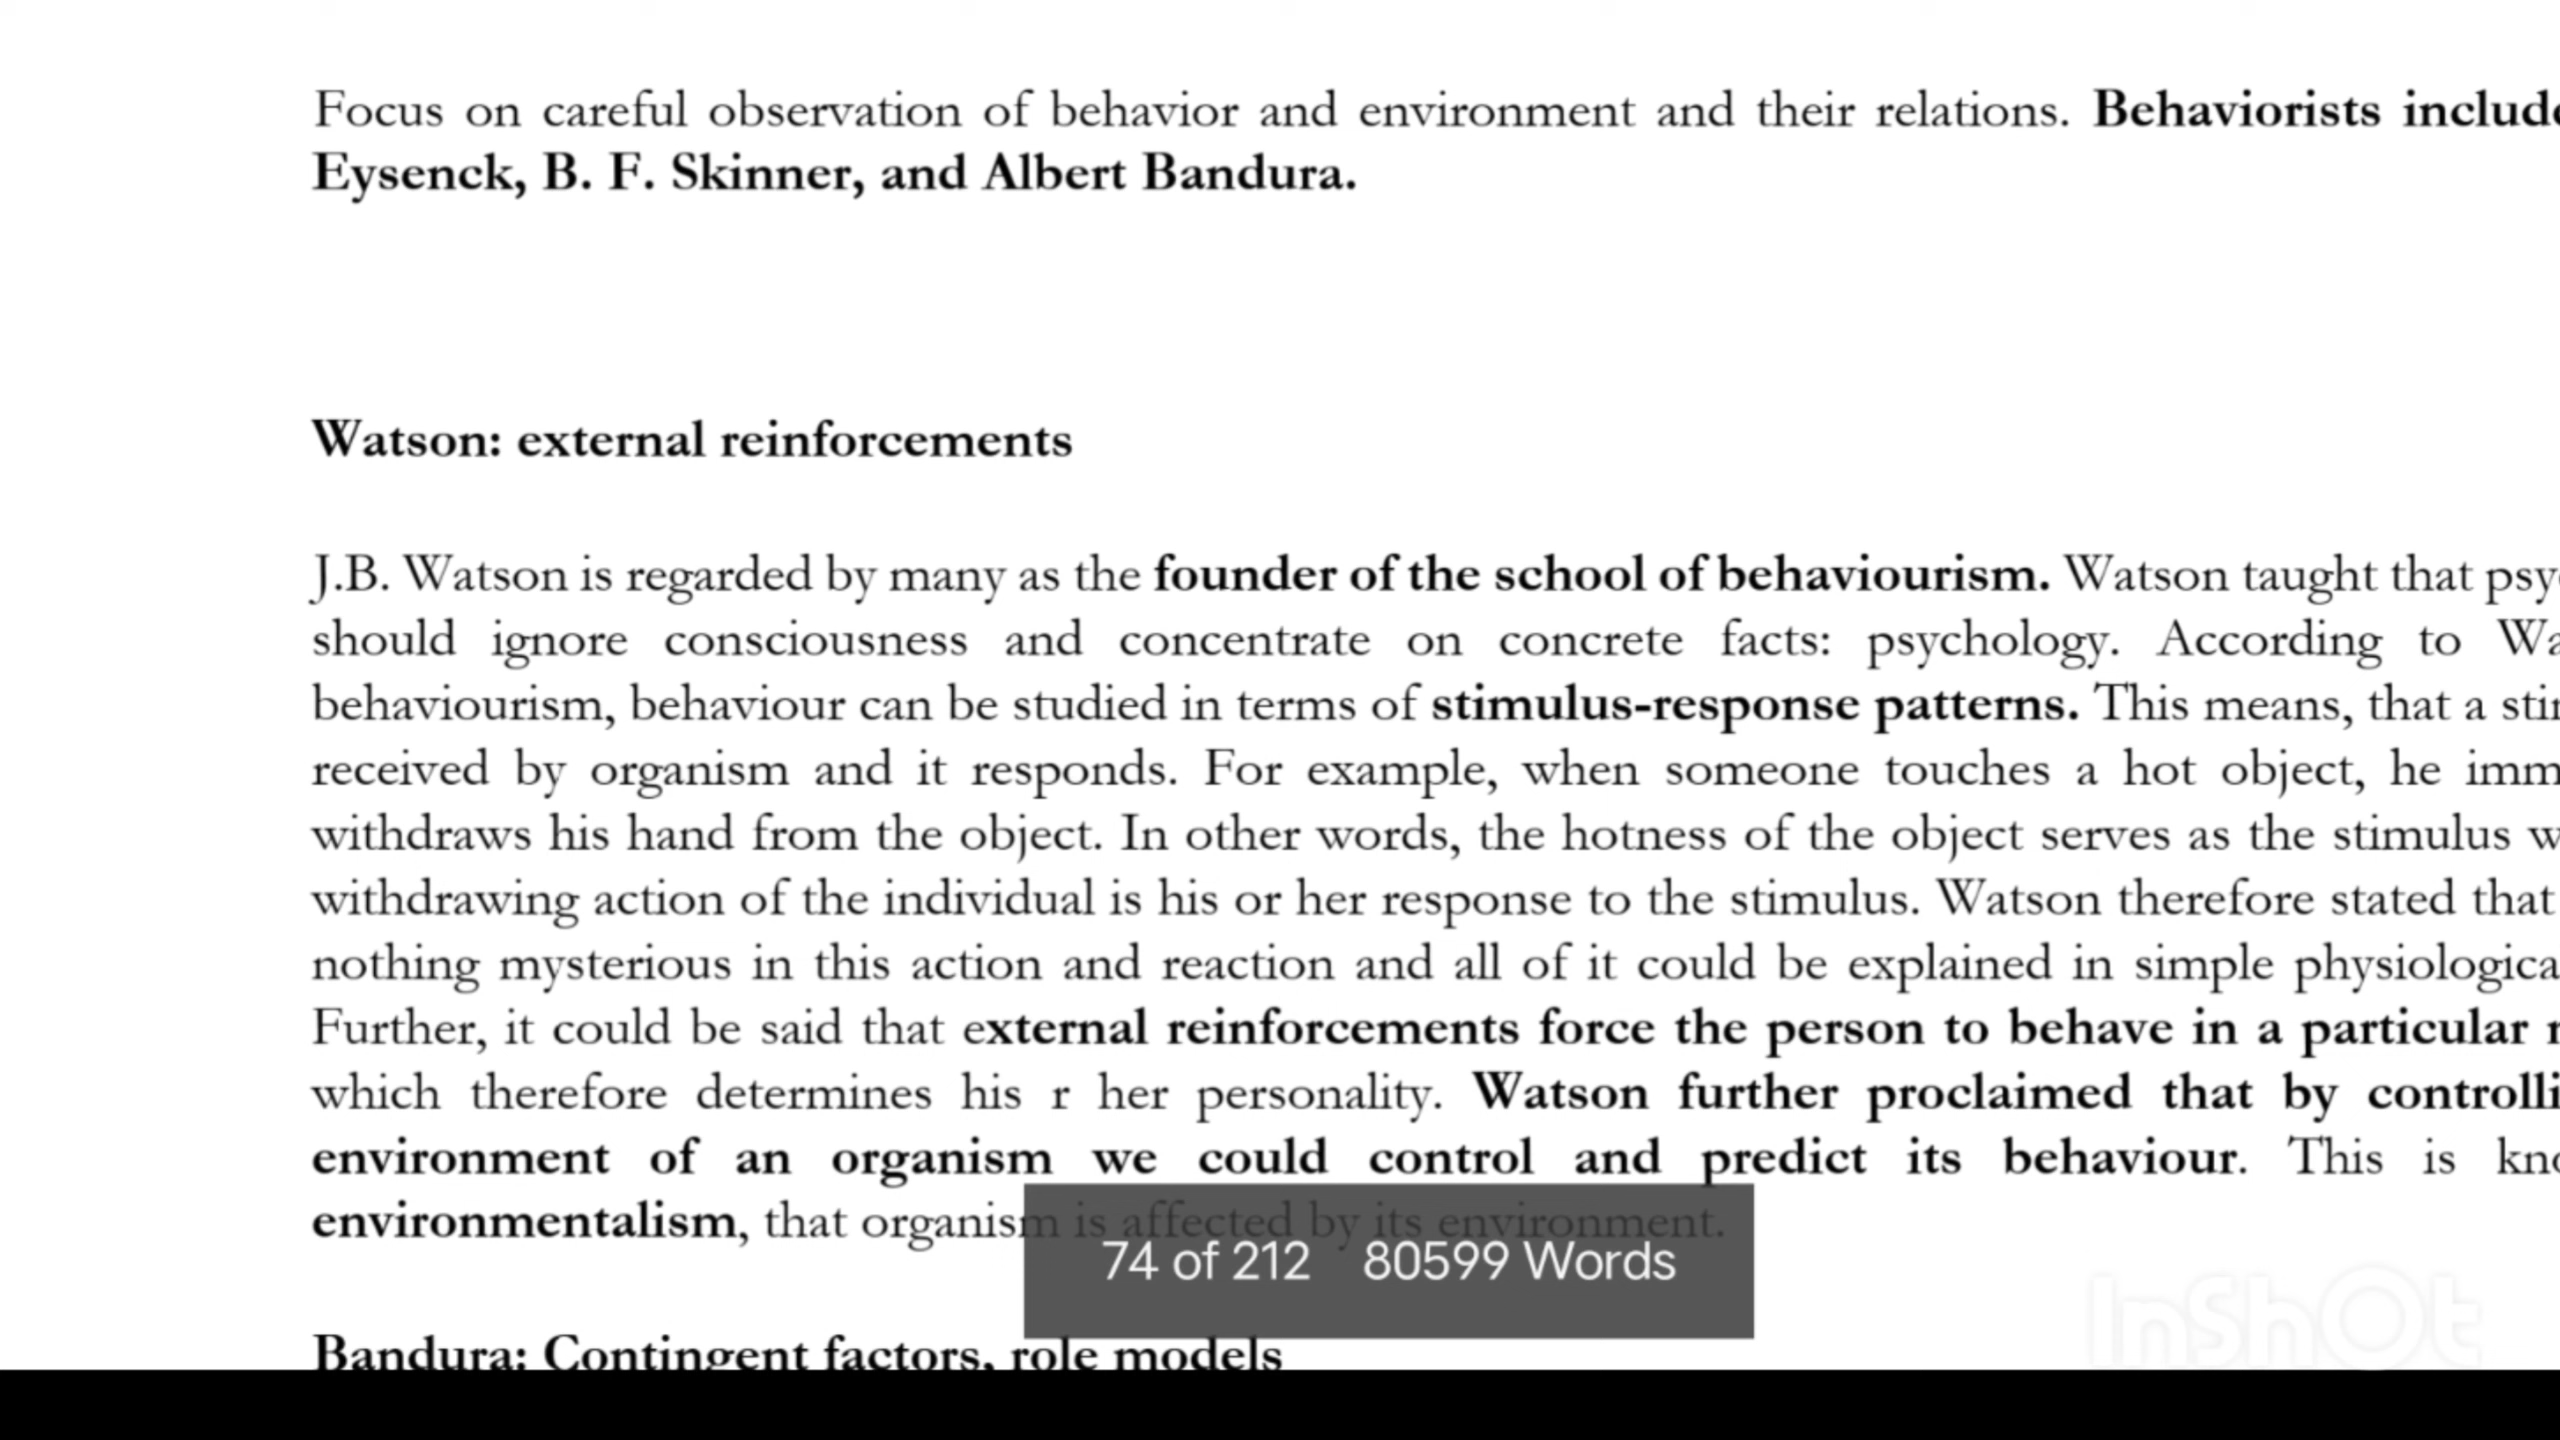 Focus on careful observation of behavior and environment and their relations. Behaviorists
Eysenck, B. F. Skinner, and Albert Bandura.
Watson: external reinforcements
J.B. Watson is regarded by many as the founder of the school of behaviourism. Watson taught that
should ignore consciousness and concentrate on concrete facts: psychology. According to
behaviourism, behaviour can be studied in terms of stimulus-response patterns. This means, that a
received by organism and it responds. For example, when someone touches a hot object, he
withdraws his hand from the object. In other words, the hotness of the object serves as the stimulus
withdrawing action of the individual is his or her response to the stimulus. Watson therefore stated that
nothing mysterious in this action and reaction and all of it could be explained in simple
Further, it could be said that external reinforcements force the person to behave in a particular
which therefore determines his r her personality. Watson further proclaimed that by
environment of an organism we could control and predict its behaviour. This is
environmentalism, that organism is affected by its environment.
74 of 212 80599 Words
Bandura: Contingent factors, role models
InShOt